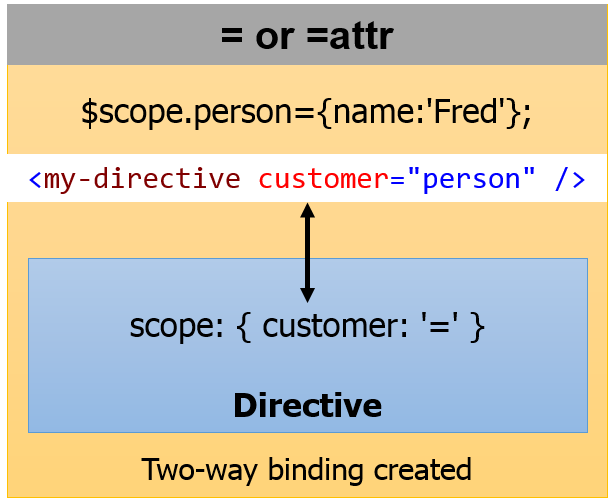 = or =attr
$scope.person={name:'Fred'};
<my-directive customer="person" />
scope: { customer: '=' }
Directive
Two-way binding created